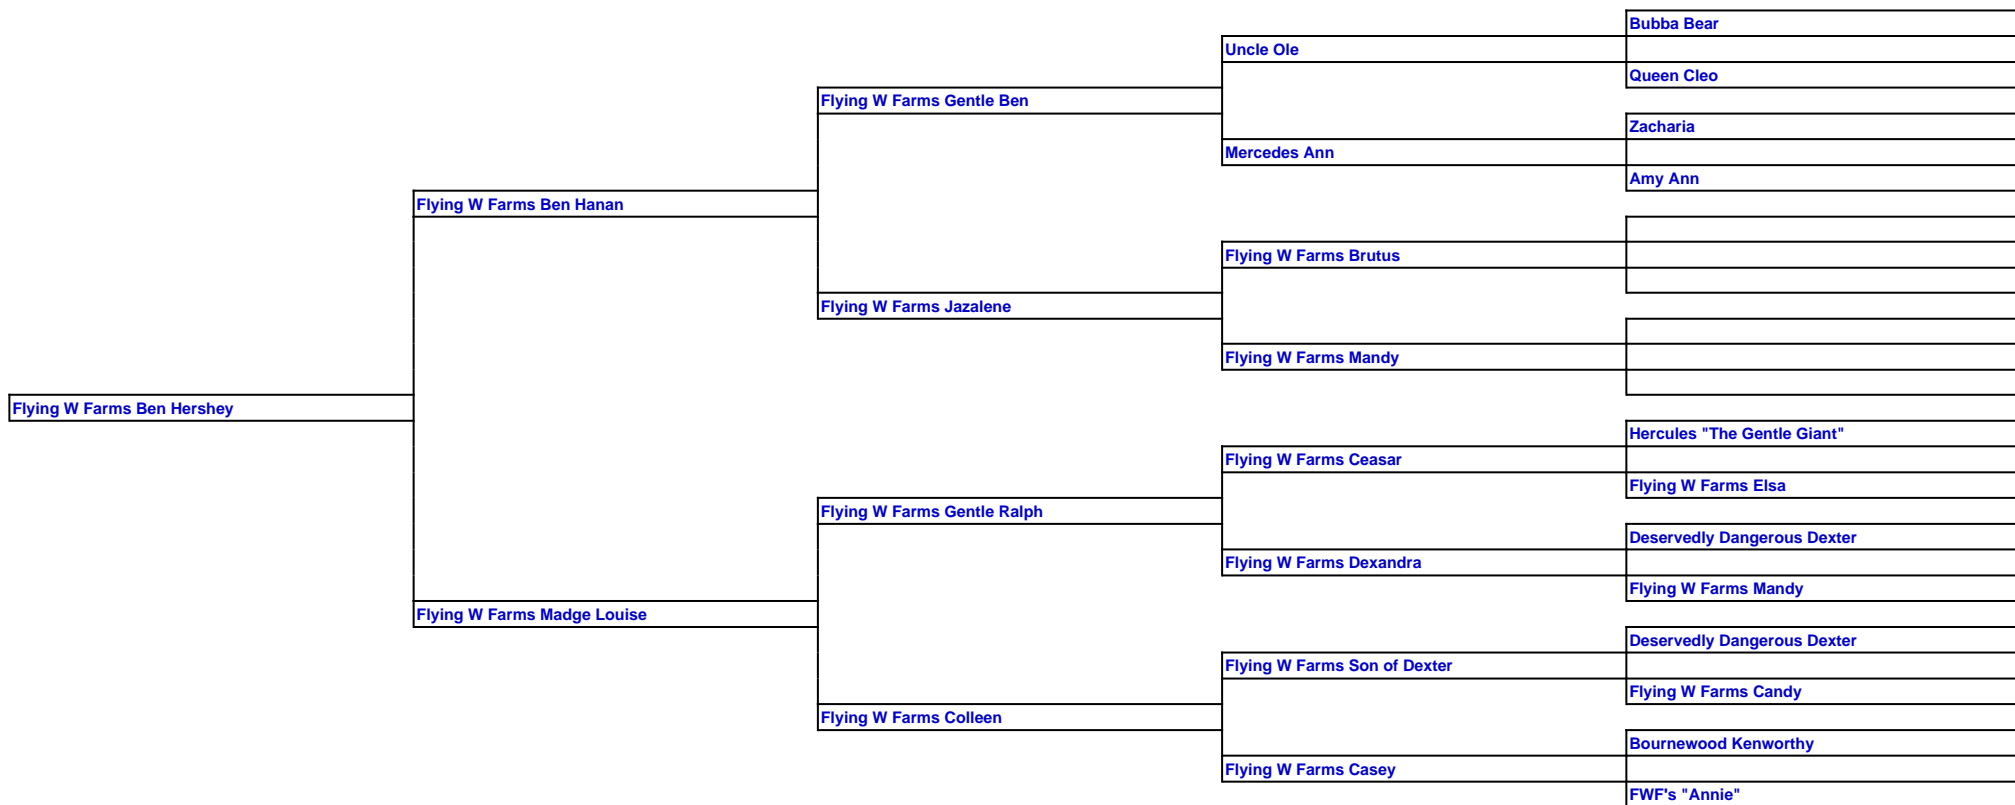 Bubba Bear
Uncle Ole
Queen Cleo
Flying W Farms Gentle Ben
Zacharia
Mercedes Ann
Amy Ann
Flying W Farms Ben Hanan
Flying W Farms Brutus
Flying W Farms Jazalene
Flying W Farms Mandy
Flying W Farms Ben Hershey
Hercules "The Gentle Giant"
Flying W Farms Ceasar
Flying W Farms Elsa
Flying W Farms Gentle Ralph
Deservedly Dangerous Dexter
Flying W Farms Dexandra
Flying W Farms Mandy
Flying W Farms Madge Louise
Deservedly Dangerous Dexter
Flying W Farms Son of Dexter
Flying W Farms Candy
Flying W Farms Colleen
Bournewood Kenworthy
Flying W Farms Casey
FWF's "Annie"